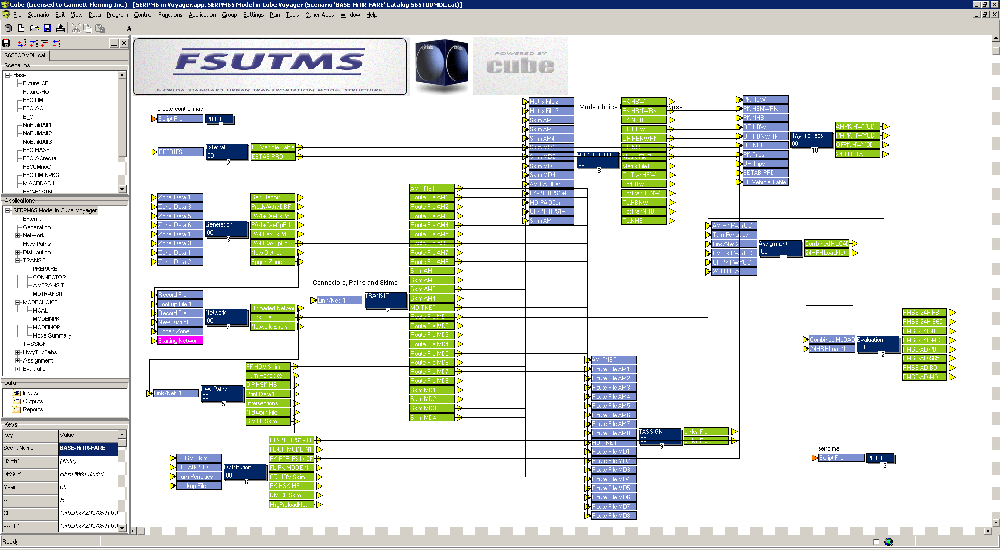 Cube (Licensed to Gannett Fleming Inc.) - [SERPM6 in Voyager.app, SERPM65 Model in Cube Voyager (Scenario 'BASE-HiTR-FARE' Catalog S65TODMDL.cat)]
File Scenario Edit View Data Program Control Functions Application Group Settings Run Tools Other Apps Window Help
A
S65TODMDL.cat
Scenarios
Base
Future-CF
Future-HOT
FEC-UM
FEC-AC
E_C
NoBuildAlt1
NoBuildAlt2
NoBuildAlt3
FEC-BASE
FEC-ACredfar
FECUMnoO
FEC-UM-NPKG
MIACBDADJ
FEC-61STN
Applications
SERPM65 Model in Cube Voyager
External
Generation
Network
Hwy Paths
Distribution
TRANSIT
PREPARE
CONNECTOR
AMTRANSIT
MDTRANSIT
MODECHOICE
MCAL
MODEINPK
MODEINOP
Mode Summary
TASSIGN
HwyTripTabs
Assignment
Evaluation
Data
Inputs
Outputs
Reports
Keys
Key Value
Scen. Name BASE-HiTR-FARE
USER1 (Note)
DESCR SERPM65 Model
Year 05
ALT R
CUBE C:\fsutms\d4\S65TODI
PATH1 C:\fsutms\d4\S65TODI
Ready
FSUTMS
FLORIDA STANDARD URBAN TRANSPORTATION MODEL STRUCTURE
citilabs
citilabs
POWERED BY
cube
create control.mas
Script File
PILOT
1
EETRIPS
External
00
2
EE Vehicle Table
EETAB PRD
Zonal Data 1
Zonal Data 3
Zonal Data 5
Zonal Data 6
Zonal Data 1
Zonal Data 3
Zonal Data 1
Zonal Data 2
Generation
00
3
Gen Report
Prods/Attrs.DBF
PA-1+Car-PkPd
PA-1+Car-OpPd
PA-0Car-PkPd
PA-0Car-OpPd
New District
Spgen Zone
Record File
Lookup File 1
Record File
New District
Spgen Zone
Starting Network
Network
00
4
Unloaded Networ
Link File
Network Errors
Link/Net. 1
Hwy Paths
00
5
FF HOV Skim
Turn Penalties
OP HSKIMS
Print Data 1
Intersections
Network File
GM FF Skim
FF GM Skim
EETAB-PRD
Turn Penalties
Lookup File 1
Distribution
00
6
OP-PTRIPS1+ FF
FL-OP MODEIN1
PK-PTRIPS1+ CF
FL-PK MODEIN1
CG HOV Skim
PK HSKIMS
GM CF Skim
MrgPreloadNet
Connectors, Paths and Skims
Link/Net. 1
TRANSIT
00
7
AM TNET
Route File AM1
Route File AM2
Route File AM3
Route File AM4
Route File AM5
Route File AM6
Route File AM7
Route File AM8
Skim AM1
Skim AM2
Skim AM3
Skim AM4
MD TNET
Route File MD1
Route File MD2
Route File MD3
Route File MD4
Route File MD5
Route File MD6
Route File MD7
Route File MD8
Skim MD1
Skim MD2
Skim MD3
Skim MD4
Matrix File 2
Matrix File 3
Skim AM2
Skim AM3
Skim AM4
Skim MD1
Skim MD2
Skim MD3
Skim MD4
AM PA 0Car
PK-PTRIPS1+CF
MD PA 0Car
OP-PTRIPS1+FF
Skim AM1
Mode choice
MODECHOICE
00
8
PK HBW
PK HBNWRK
PK NHB
OP HBW
OP HBNWRK
OP NHB
Matrix File 7
Matrix File 8
TotTranHBW
TotHBW
TotTranHBNW
TotHBNW
TotTranNHB
TotNHB
AM TNET
Route File AM1
Route File AM2
Route File AM3
Route File AM4
Route File AM5
Route File AM6
Route File AM7
Route File AM8
MD TNET
Route File MD1
Route File MD2
Route File MD3
Route File MD4
Route File MD5
Route File MD6
Route File MD7
Route File MD8
TASSIGN
00
9
Links File
Links File
PK HBW
PK HBNWRK
PK NHB
OP HBW
OP HBNWRK
OP NHB
PK Trips
OP Trips
EETAB-PRD
EE Vehicle Table
HwyTripTabs
00
10
AMPK HWYOD
PMPK HWYOD
OFPK HWYOD
24H HTTAB
AM Pk HWYOD
Turn Penalties
Link/Net.2
PM Pk HWYOD
OF Pk HWYOD
24H HTTAB
Assignment
00
11
Combined HLOAD
24HRHLoadNet
Combined HLOAD
24HRHLoadNet
Evaluation
00
12
RMSE-24H-PB
RMSE-24H-S65
RMSE-24H-BO
RMSE-24H-MD
RMSE-AD-PB
RMSE-AD-S65
RMSE-AD-BO
RMSE-AD-MD
send mail
Script File
PILOT
13